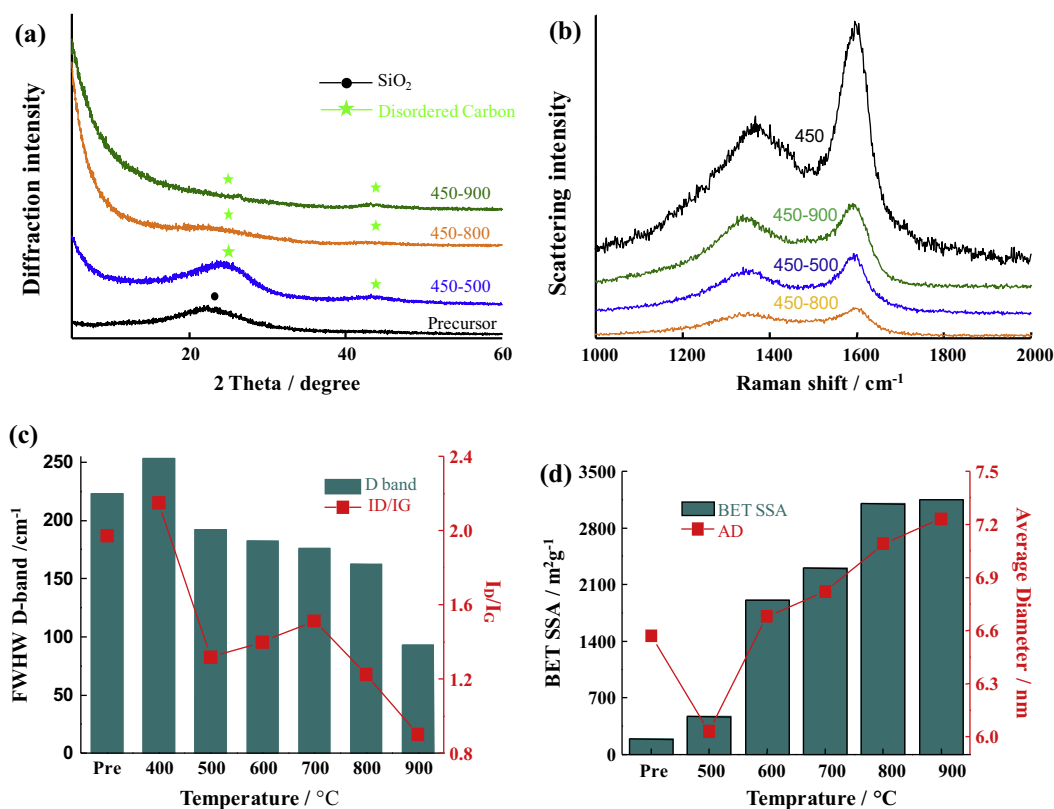 (a)
SiO2
Disordered Carbon
450-900
450-800
450-500
Precursor
Diffraction intensity
20 40 60
2 Theta / degree
(b)
450
450-900
450-500
450-800
Scattering intensity
1000 1200 1400 1600 1800 2000
Raman shift / cm-1
(c)
D band
ID/IG
250
200
150
100
50
0
FWHW D-band /cm-1
2.4
2.0
1.6
1.2
0.8
ID/IG
Pre 400 500 600 700 800 900
Temperature / °C
(d)
BET SSA
AD
3500
2800
2100
1400
700
0
BET SSA / m2g-1
7.5
7.2
6.9
6.6
6.3
6.0
Average Diameter / nm
Pre 500 600 700 800 900
Temprature / °C